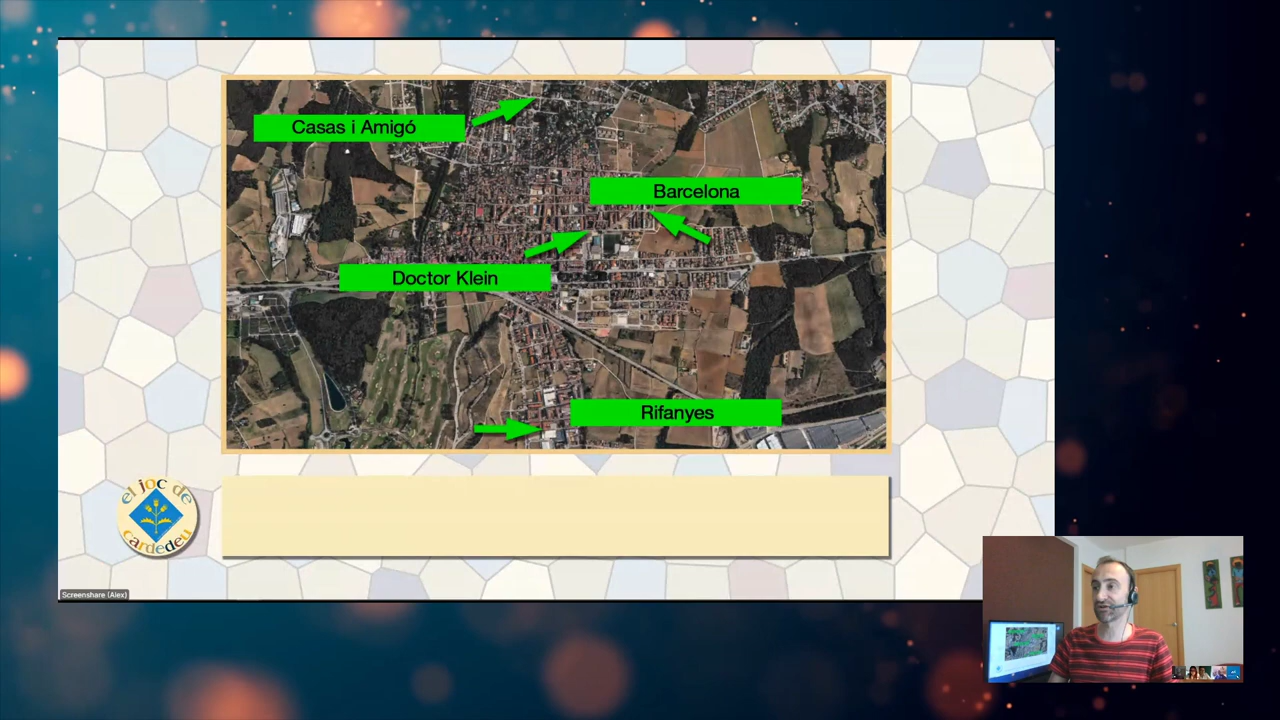 Casas i Amigó
Barcelona
Doctor Klein
Rifanyes
el joc de
cardedeu
Screenshare (Alex)